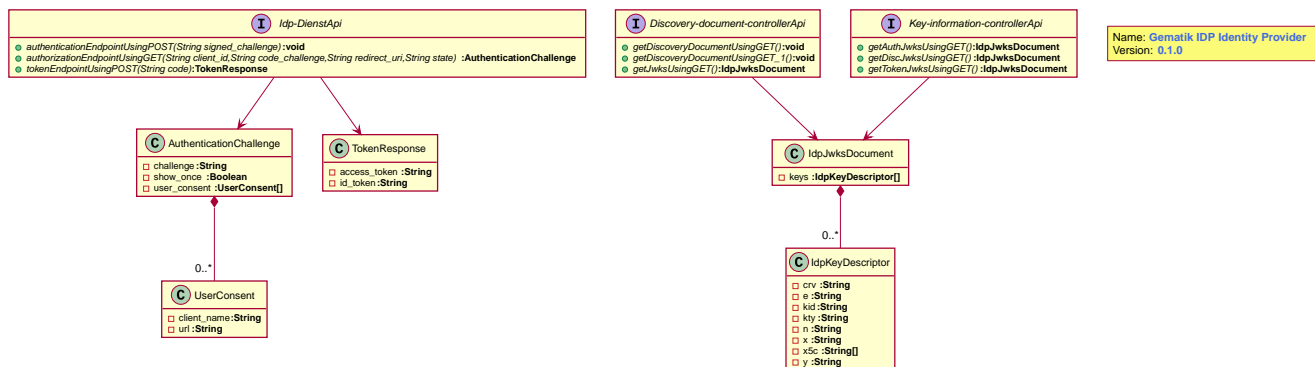 I Idp-DienstApi
authenticationEndpointUsingPOST(String signed_challenge):void
authorizationEndpointUsingGET(String client_id,String code_challenge,String redirect_uri,String state) :AuthenticationChallenge
tokenEndpointUsingPOST(String code):TokenResponse
I Discovery-document-controllerApi
getDiscoveryDocumentUsingGET():void
getDiscoveryDocumentUsingGET_1():void
getJwksUsingGET():IdpJwksDocument
I Key-information-controllerApi
getAuthJwksUsingGET():IdpJwksDocument
getDiscJwksUsingGET():IdpJwksDocument
getTokenJwksUsingGET():IdpJwksDocument
Name: Gematik IDP Identity Provider
Version: 0.1.0
C AuthenticationChallenge
challenge:String
show_once :Boolean
user_consent :UserConsent[]
C TokenResponse
access_token :String
id_token:String
C IdpJwksDocument
keys :IdpKeyDescriptor[]
0..*
0..*
C UserConsent
client_name:String
url :String
C IdpKeyDescriptor
crv :String
e :String
kid:String
kty:String
n :String
x :String
x5c :String[]
y :String